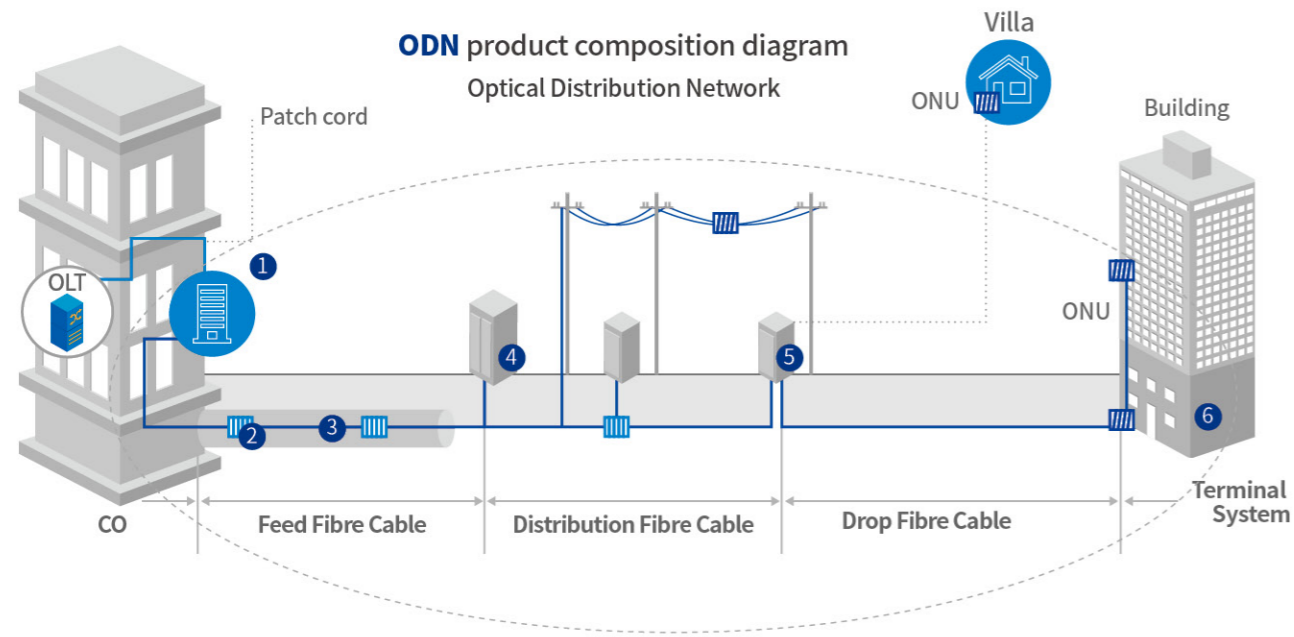 ODN product composition diagram
Optical Distribution Network
Villa
ONU
Building
Patch cord
OLT
1
ONU
4
5
2
3
6
CO
Feed Fibre Cable
Distribution Fibre Cable
Drop Fibre Cable
Terminal
System